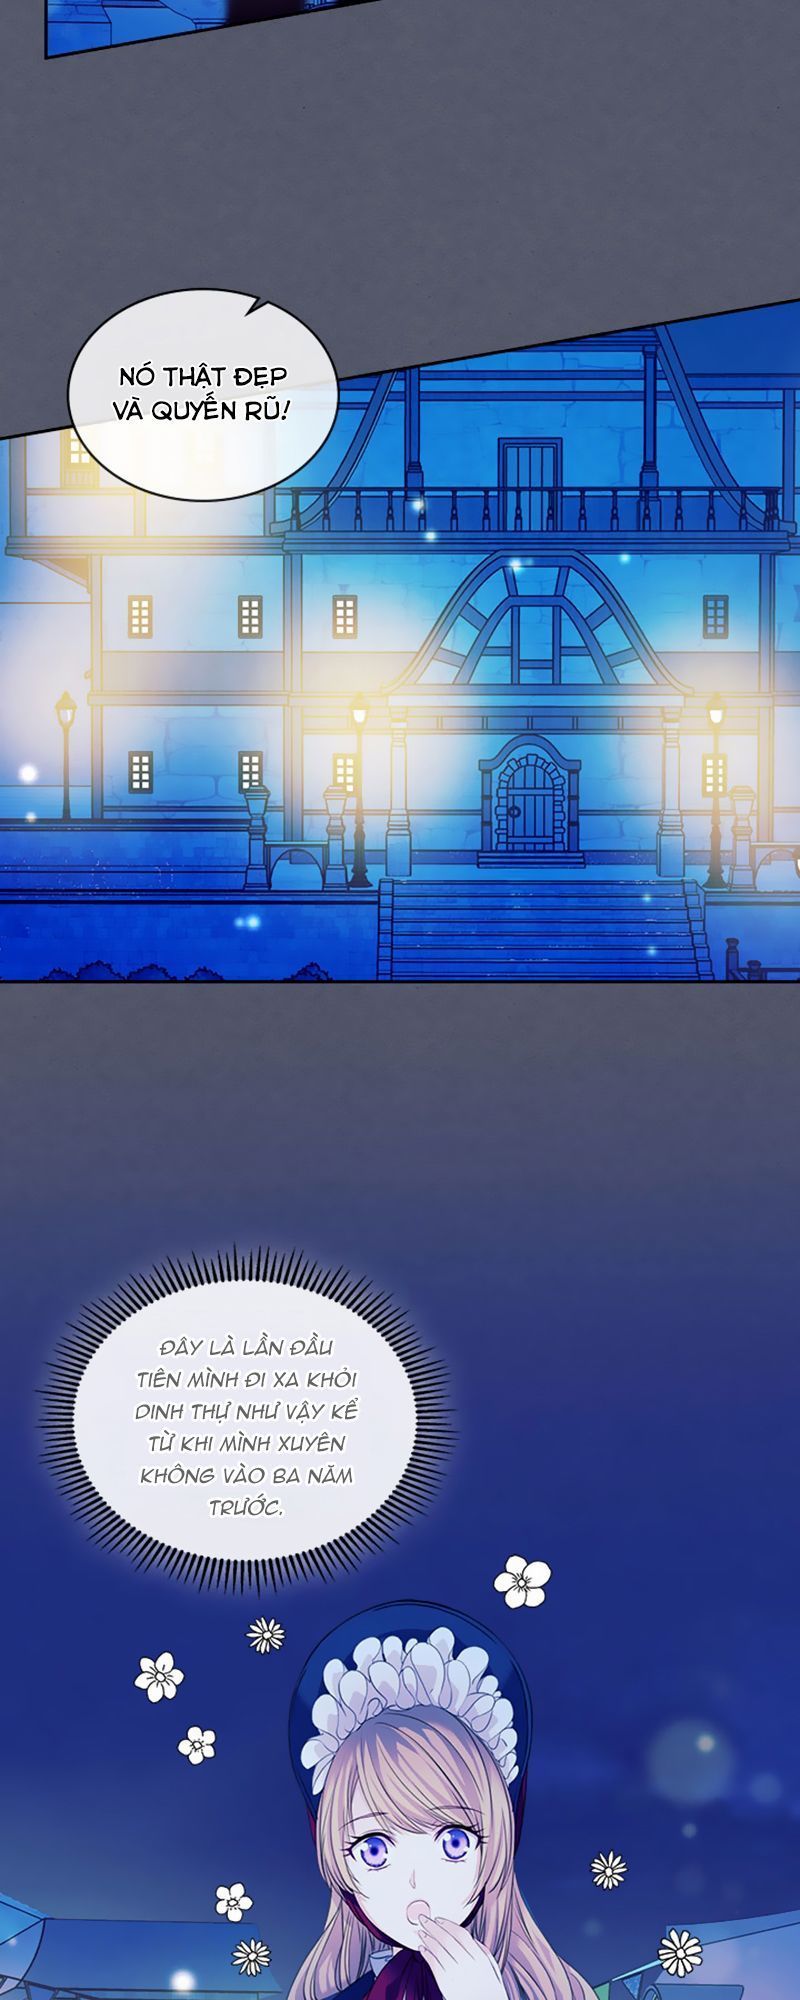 NÓ THẬT ĐẸP
VÀ QUYẾN RŨ!
ĐÂY LÀ LẦN ĐẦU
TIÊN MÌNH ĐI XA KHỎI
DINH THỰ NHƯ VẬY KỂ
TỪ KHI MÌNH XUYÊN
KHÔNG VÀO BA NĂM
TRƯỚC.